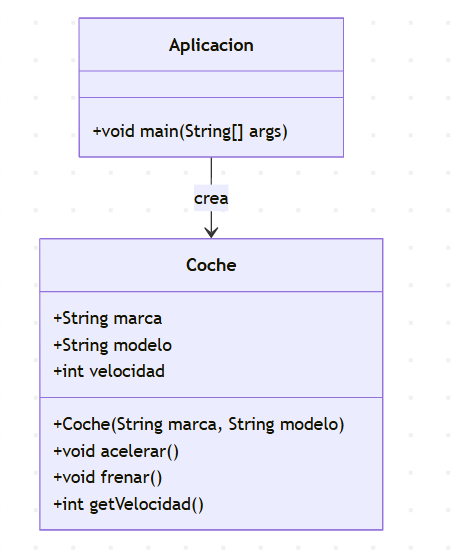 Aplicacion
+void main(String[] args)
crea
Coche
+String marca
+String modelo
+int velocidad
+Coche(String marca, String modelo)
+void acelerar()
+void frenar()
+int getVelocidad()